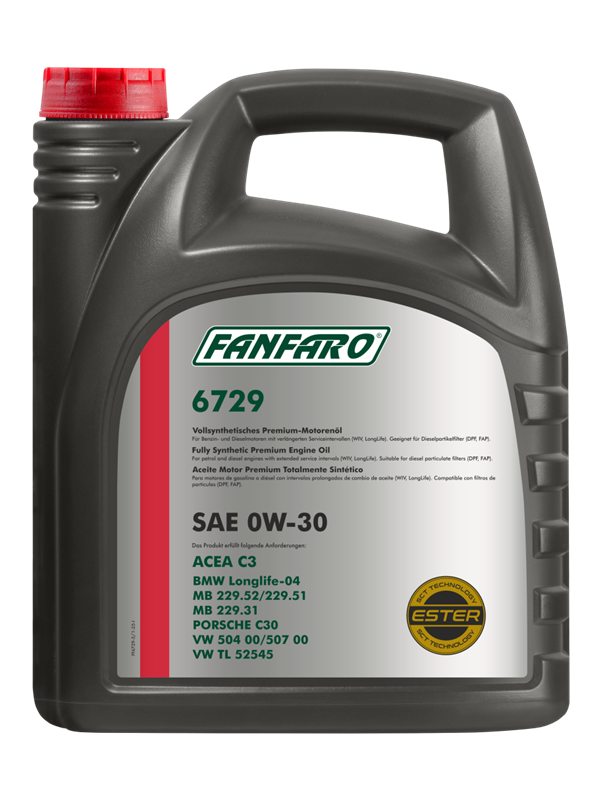 FANFARO®
6729
Vollsynthetisches Premium-Motorenöl
Für Benzin- und Dieselmotoren mit verlängerten Serviceintervallen (WIV, LongLife). Geeignet für Dieselpartikelfilter (DPF, FAP).
Fully Synthetic Premium Engine Oil
For petrol and diesel engines with extended service intervals (WIV, LongLife). Suitable for diesel particulate filters (DPF, FAP).
Aceite Motor Premium Totalmente Sintético
Para motores de gasolina o diésel con intervalos prolongados de cambio de aceite (WIV, LongLife). Compatible con filtros de
partículas (DPF, FAP).
SAE 0W-30
Das Produkt erfüllt folgende Anforderungen:
ACEA C3
BMW Longlife-04
MB 229.52/229.51
MB 229.31
PORSCHE C30
VW 504 00/507 00
VW TL 52545
SCT TECHNOLOGY
ESTER
SCT TECHNOLOGY